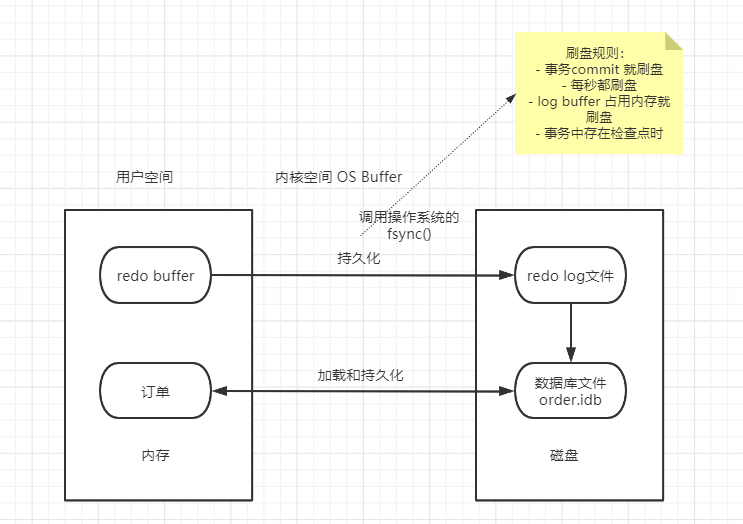 刷盘规则：
- 事务commit 就刷盘
- 每秒都刷盘
- log buffer 占用内存就
刷盘
- 事务中存在检查点时
用户空间
内核空间 OS Buffer
调用操作系统的
fsync()
持久化
redo buffer
redo log文件
加载和持久化
订单
数据库文件
order.idb
内存
磁盘